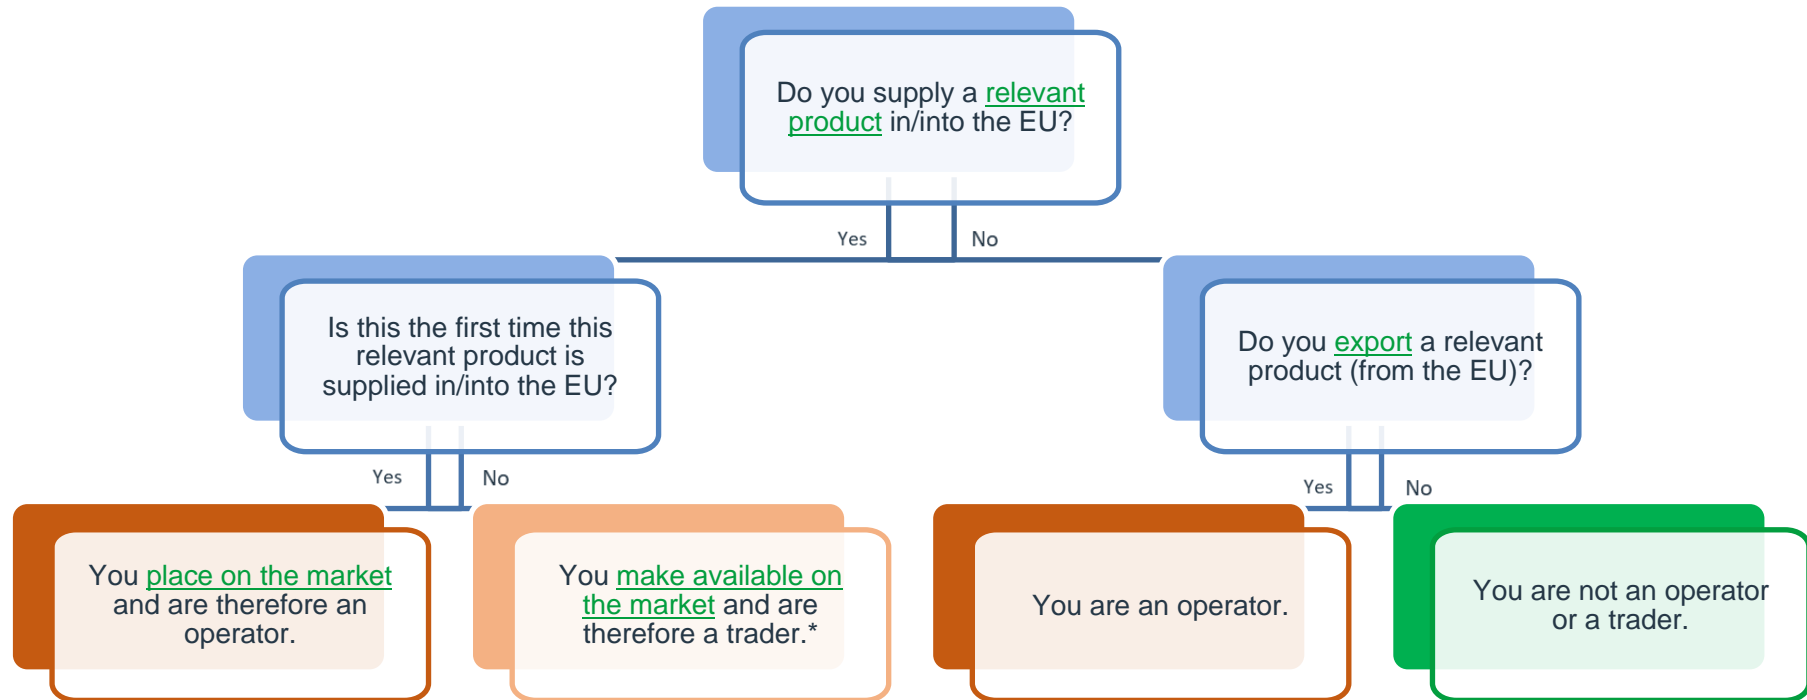 Do you supply a relevant
product in/into the EU?
Yes
No
Is this the first time this
relevant product is
supplied in/into the EU?
Do you export a relevant
product (from the EU)?
Yes
No
Yes
No
You place on the market
and are therefore an
operator.
You make available on
the market and are
therefore a trader.*
You are an operator.
You are not an operator
or a trader.